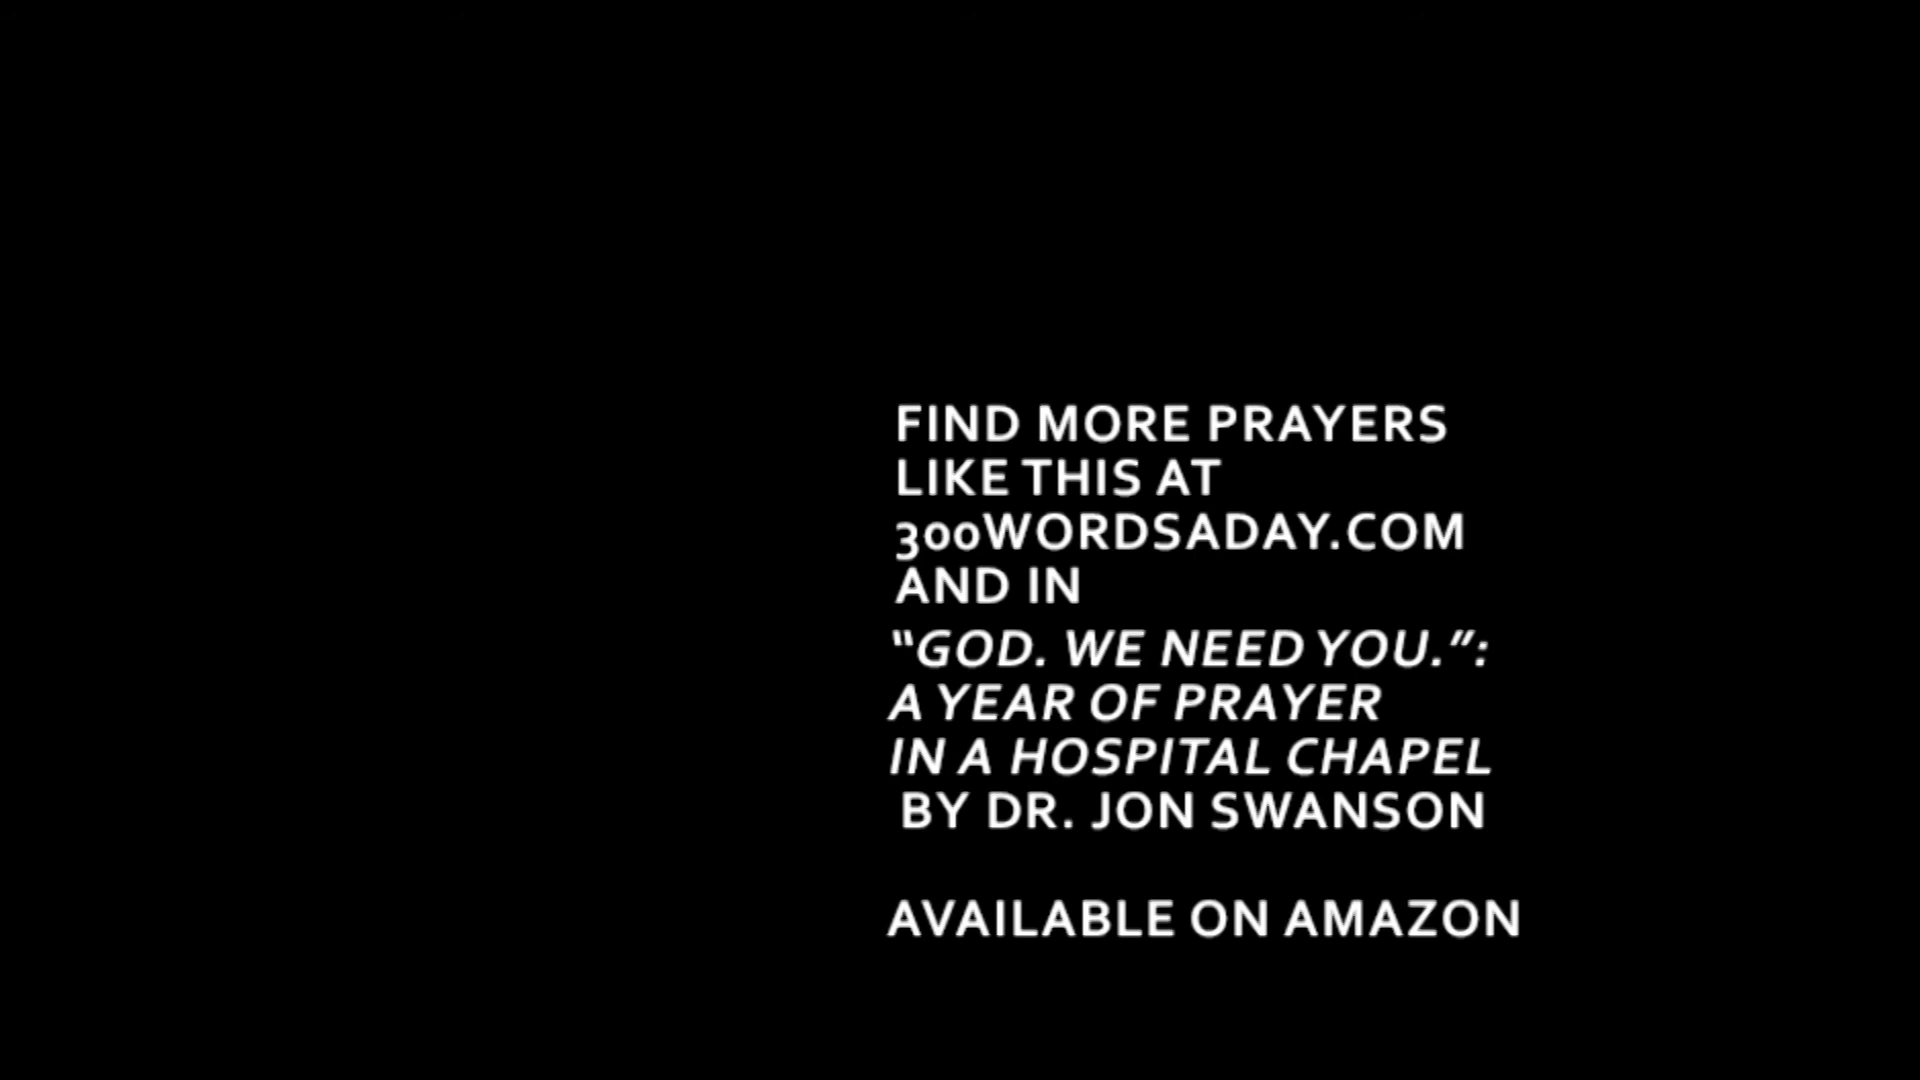 FIND MORE PRAYERS
LIKE THIS AT
300WORDSADAY.COM
AND IN
“GOD. WE NEED YOU.”:
A YEAR OF PRAYER
IN A HOSPITAL CHAPEL
BY DR. JON SWANSON
AVAILABLE ON AMAZON